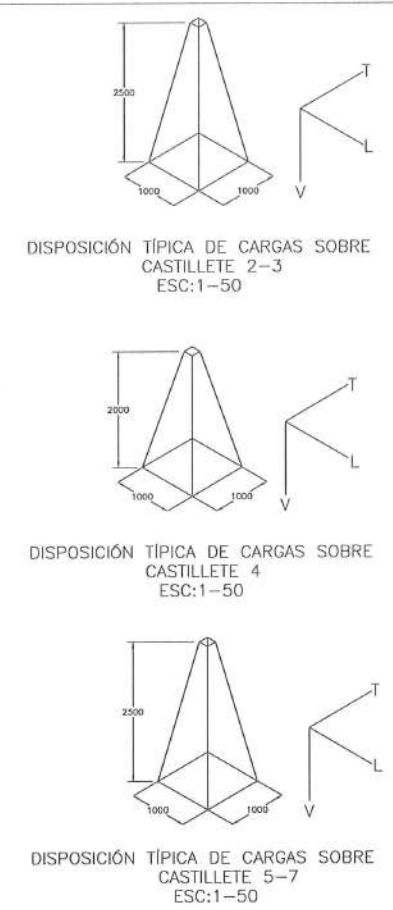 2500
1000
1000
T
L
V
DISPOSICIÓN TÍPICA DE CARGAS SOBRE
CASTILLETE 2-3
ESC:1-50
2000
1000
1000
T
L
V
DISPOSICIÓN TÍPICA DE CARGAS SOBRE
CASTILLETE 4
ESC:1-50
2500
1000
1000
T
L
V
DISPOSICIÓN TÍPICA DE CARGAS SOBRE
CASTILLETE 5-7
ESC:1-50